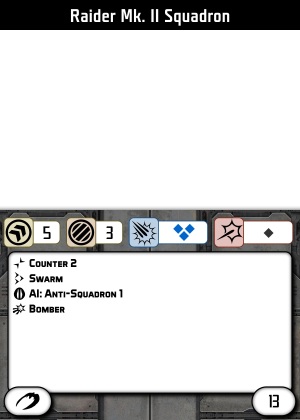 Raider Mk. II Squadron
5 3
Counter 2
Swarm
AI: Anti-Squadron 1
Bomber
13